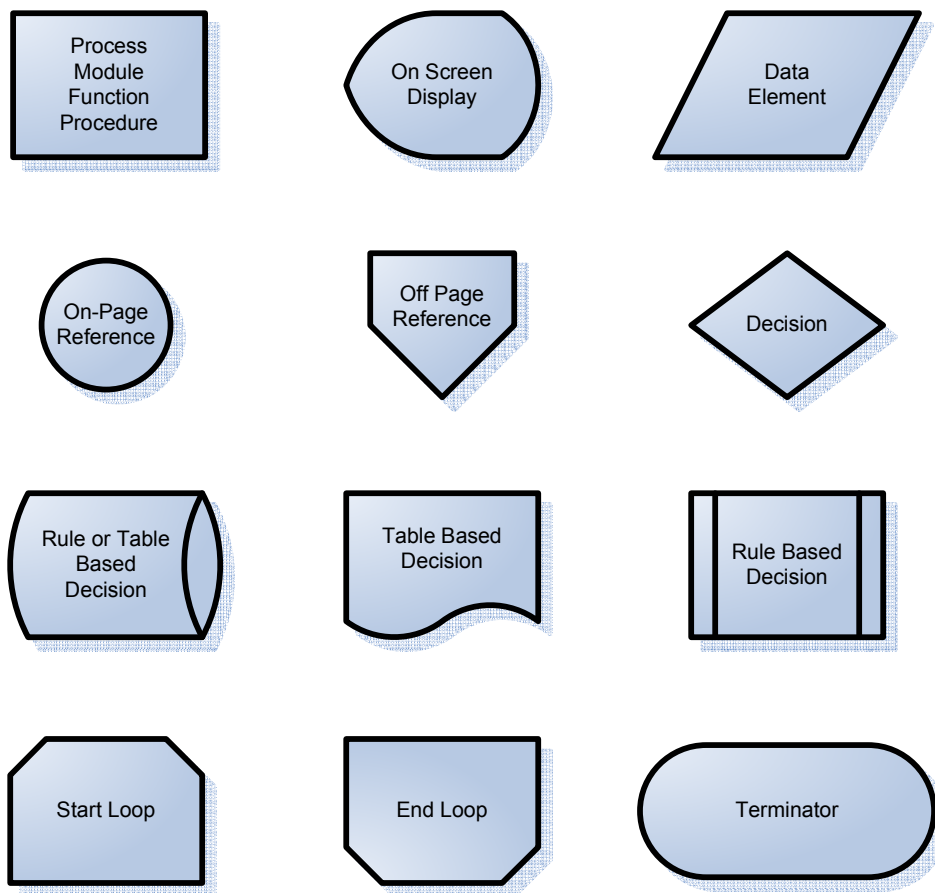 Process
Module
Function
Procedure
On Screen
Display
Data
Element
On-Page
Reference
Off Page
Reference
Decision
Rule or Table
Based
Decision
Table Based
Decision
Rule Based
Decision
Start Loop
End Loop
Terminator